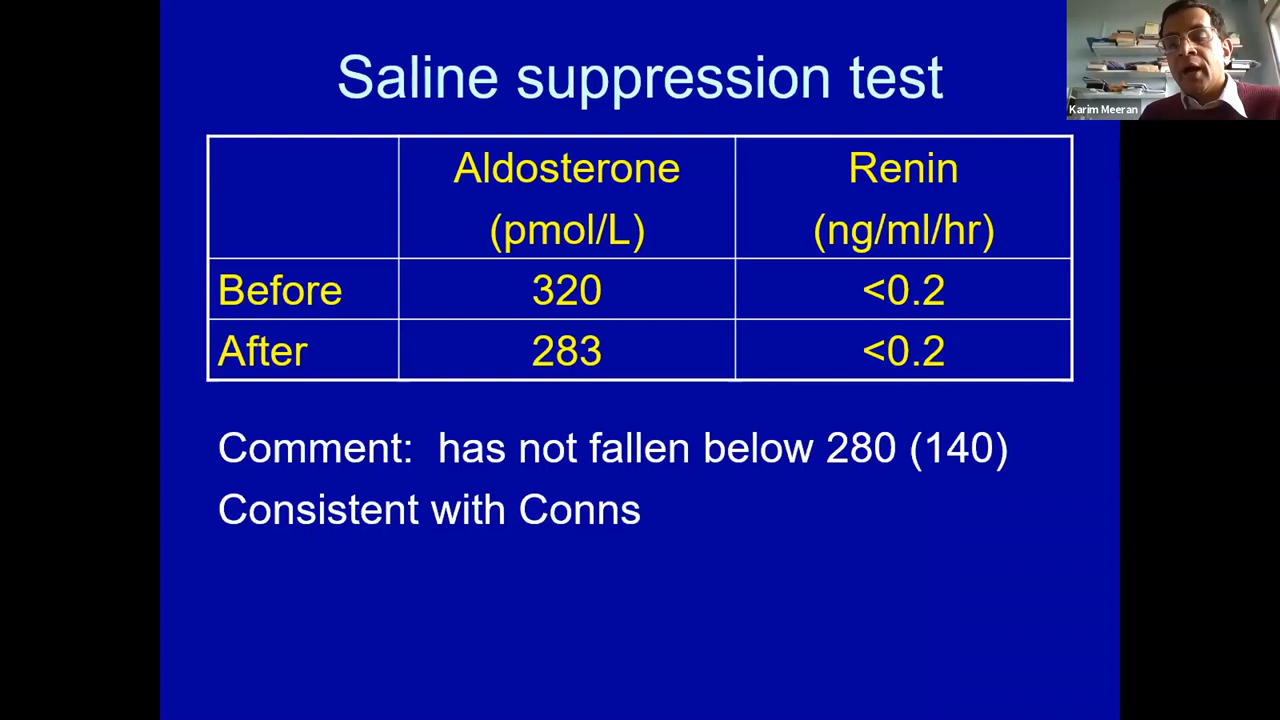 Saline suppression test
Karim Meeran
Aldosterone (pmol/L)
Renin (ng/ml/hr)
Before 320 <0.2
After 283 <0.2
Comment:  has not fallen below 280 (140)
Consistent with Conns